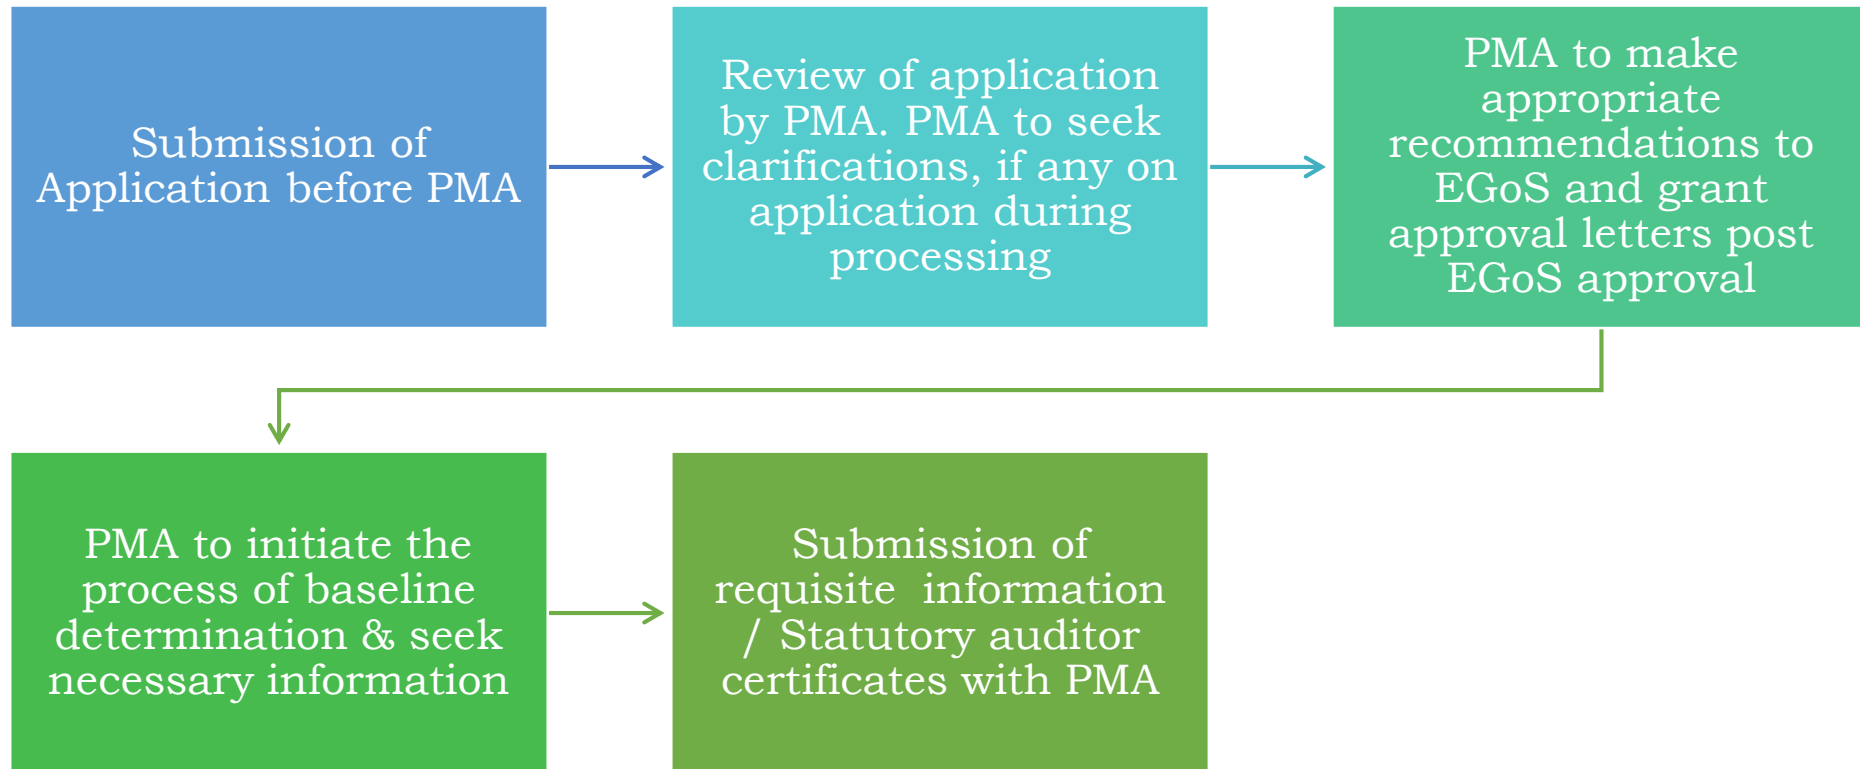 Submission of
Application before PMA
Review of application
by PMA. PMA to seek
clarifications, if any on
application during
processing
PMA to make
appropriate
recommendations to
EGoS and grant
approval letters post
EGoS approval
PMA to initiate the
process of baseline
determination & seek
necessary information
Submission of
requisite  information
/ Statutory auditor
certificates with PMA